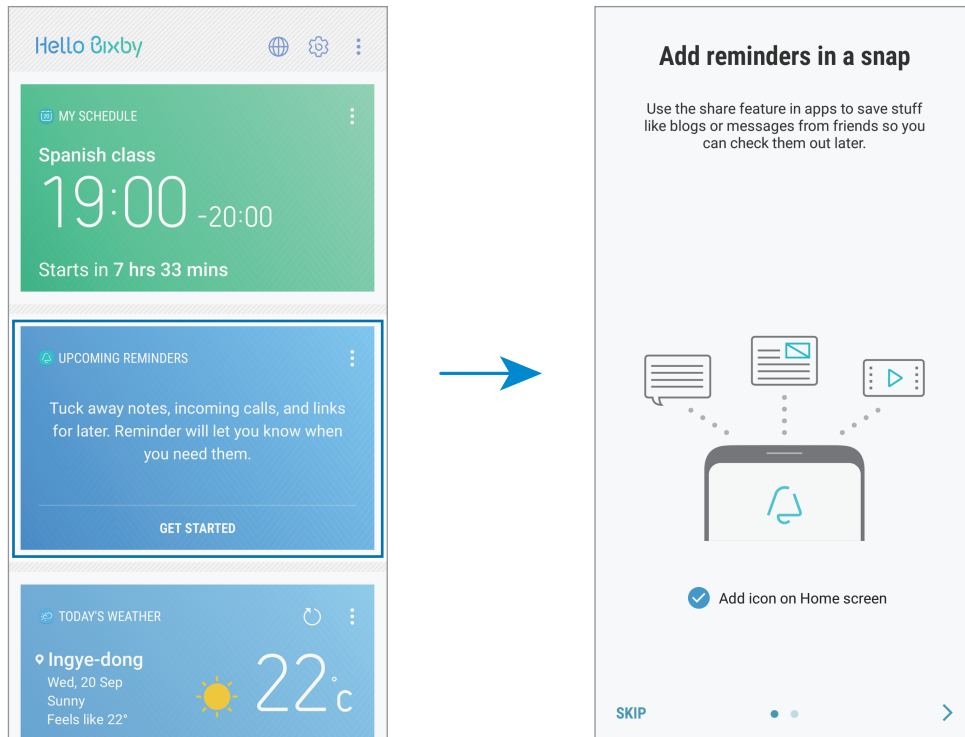 Hello Bixby
MY SCHEDULE
Spanish class
19:00 -20:00
Starts in 7 hrs 33 mins
UPCOMING REMINDERS
Tuck away notes, incoming calls, and links
for later. Reminder will let you know when
you need them.
GET STARTED
TODAY'S WEATHER
Ingye-dong
Wed, 20 Sep
Sunny
Feels like 22°
22°c
Add reminders in a snap
Use the share feature in apps to save stuff
like blogs or messages from friends so you
can check them out later.
Add icon on Home screen
SKIP